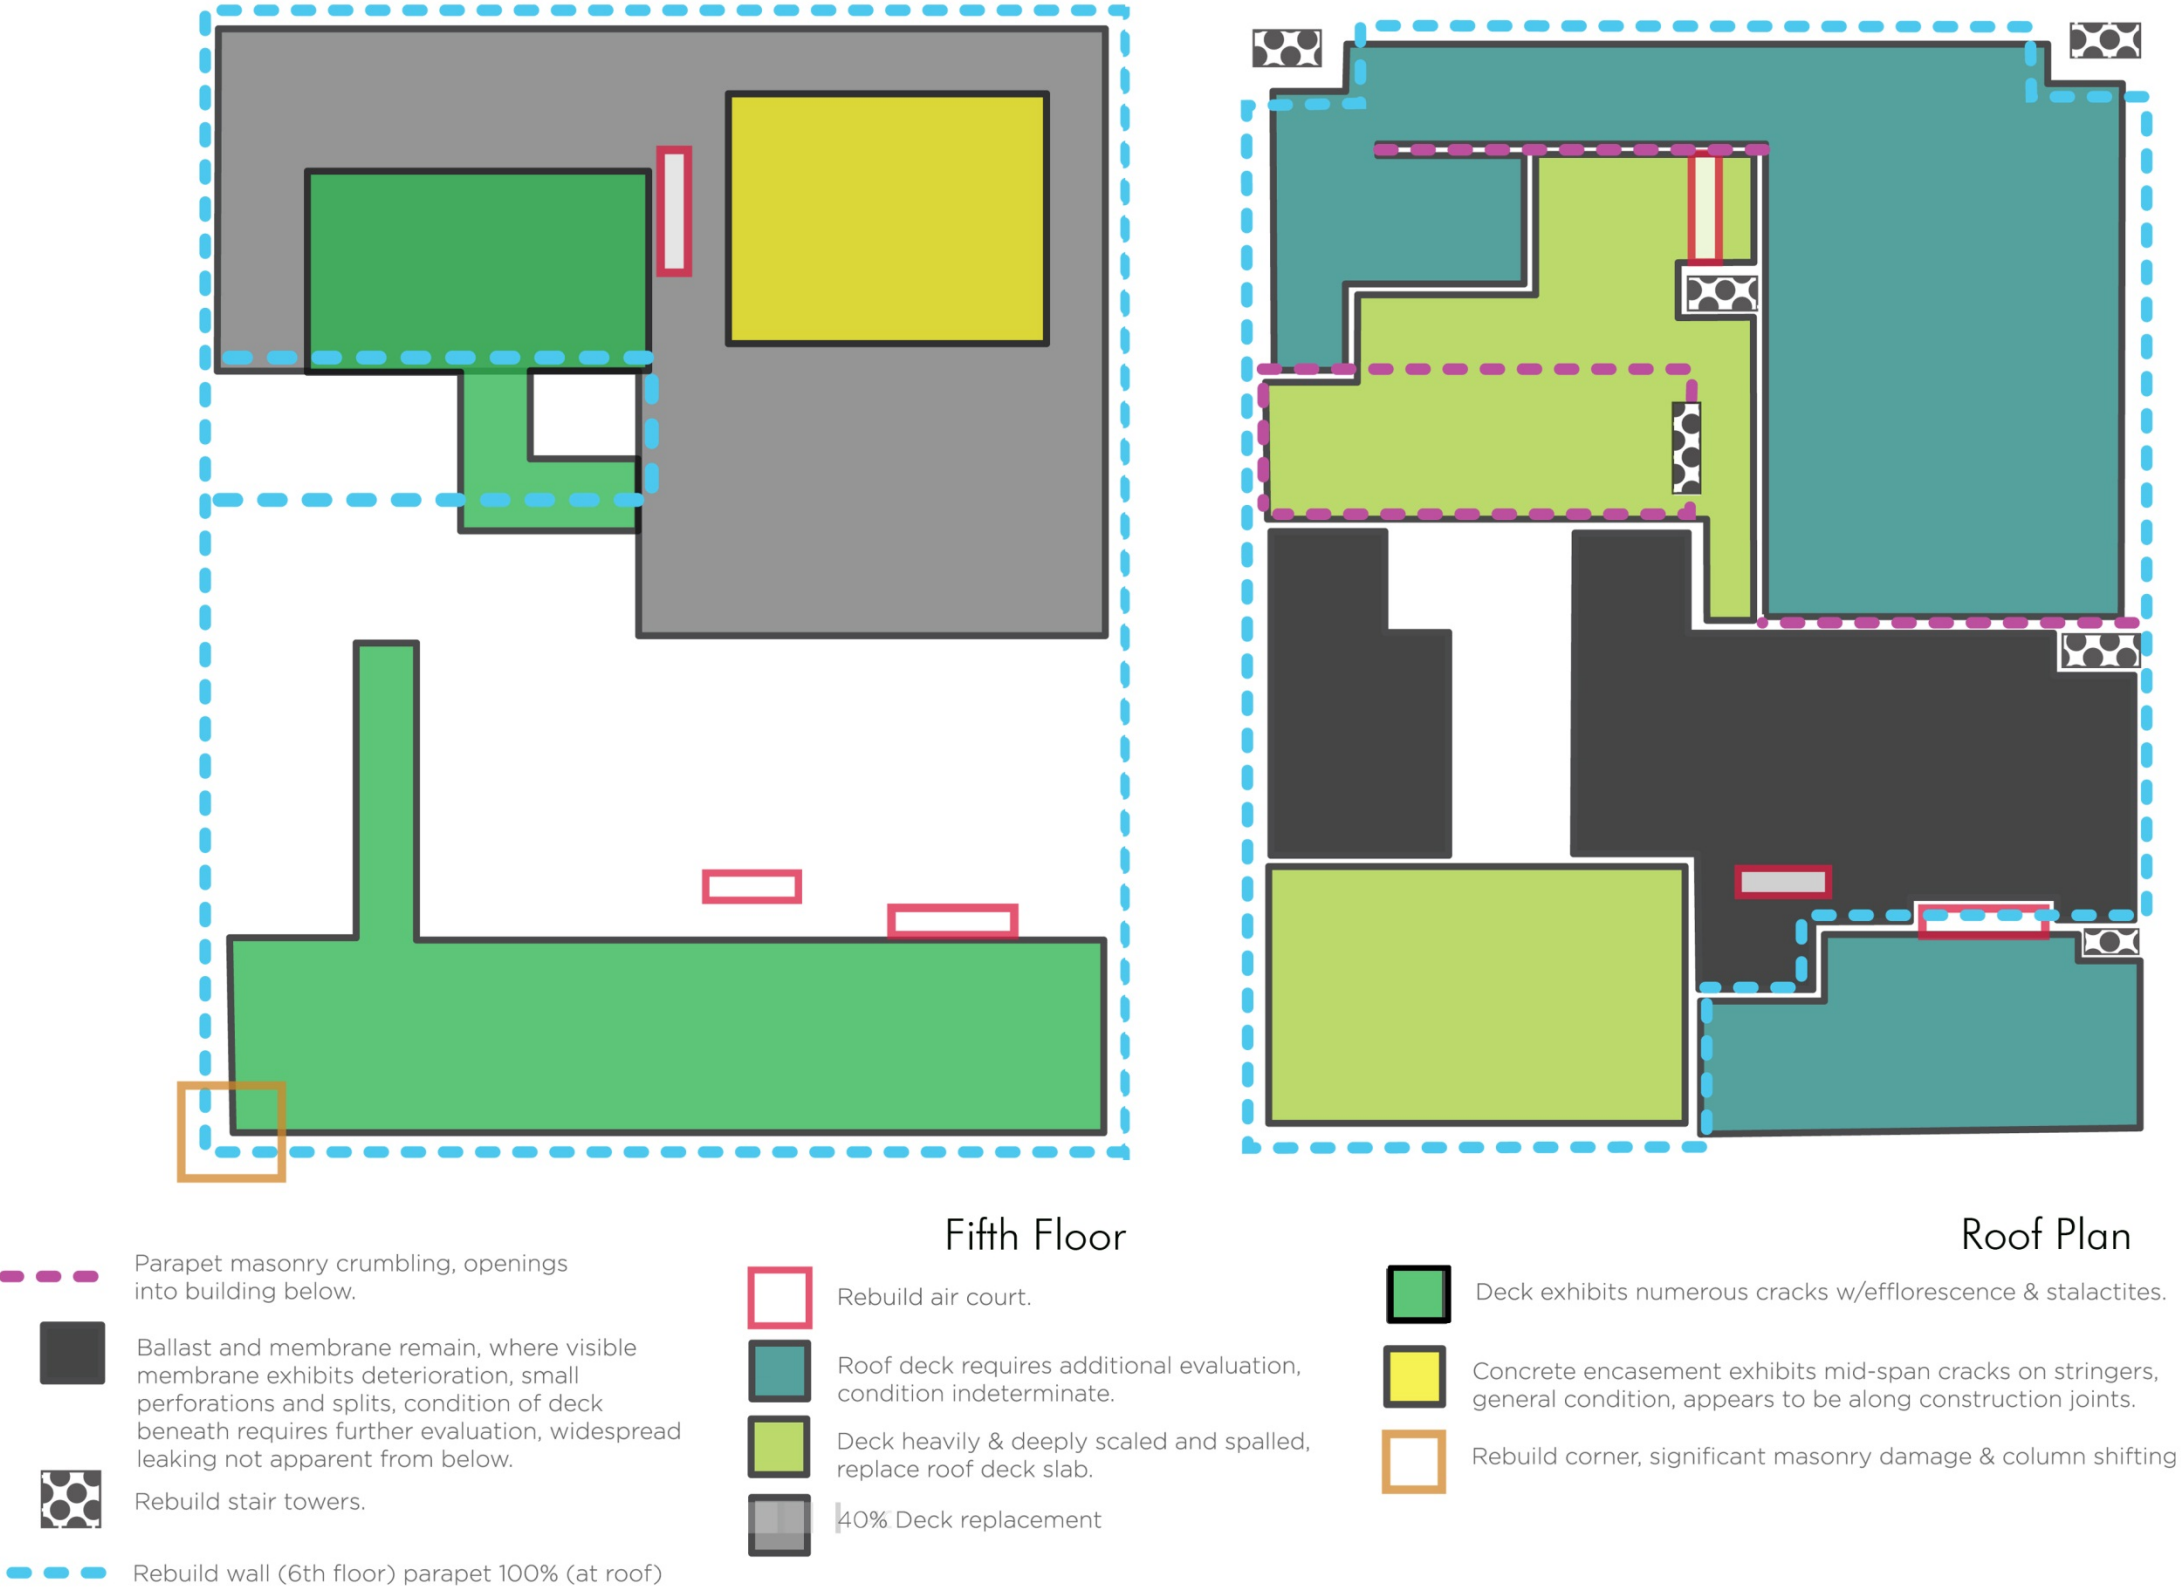 Fifth Floor
Roof Plan
Parapet masonry crumbling, openings
into building below.
Ballast and membrane remain, where visible
membrane exhibits deterioration, small
perforations and splits, condition of deck
beneath requires further evaluation, widespread
leaking not apparent from below.
Rebuild stair towers.
Rebuild wall (6th floor) parapet 100% (at roof)
Rebuild air court.
Roof deck requires additional evaluation,
condition indeterminate.
Deck heavily & deeply scaled and spalled,
replace roof deck slab.
40% Deck replacement
Deck exhibits numerous cracks w/efflorescence & stalactites.
Concrete encasement exhibits mid-span cracks on stringers,
general condition, appears to be along construction joints.
Rebuild corner, significant masonry damage & column shifting